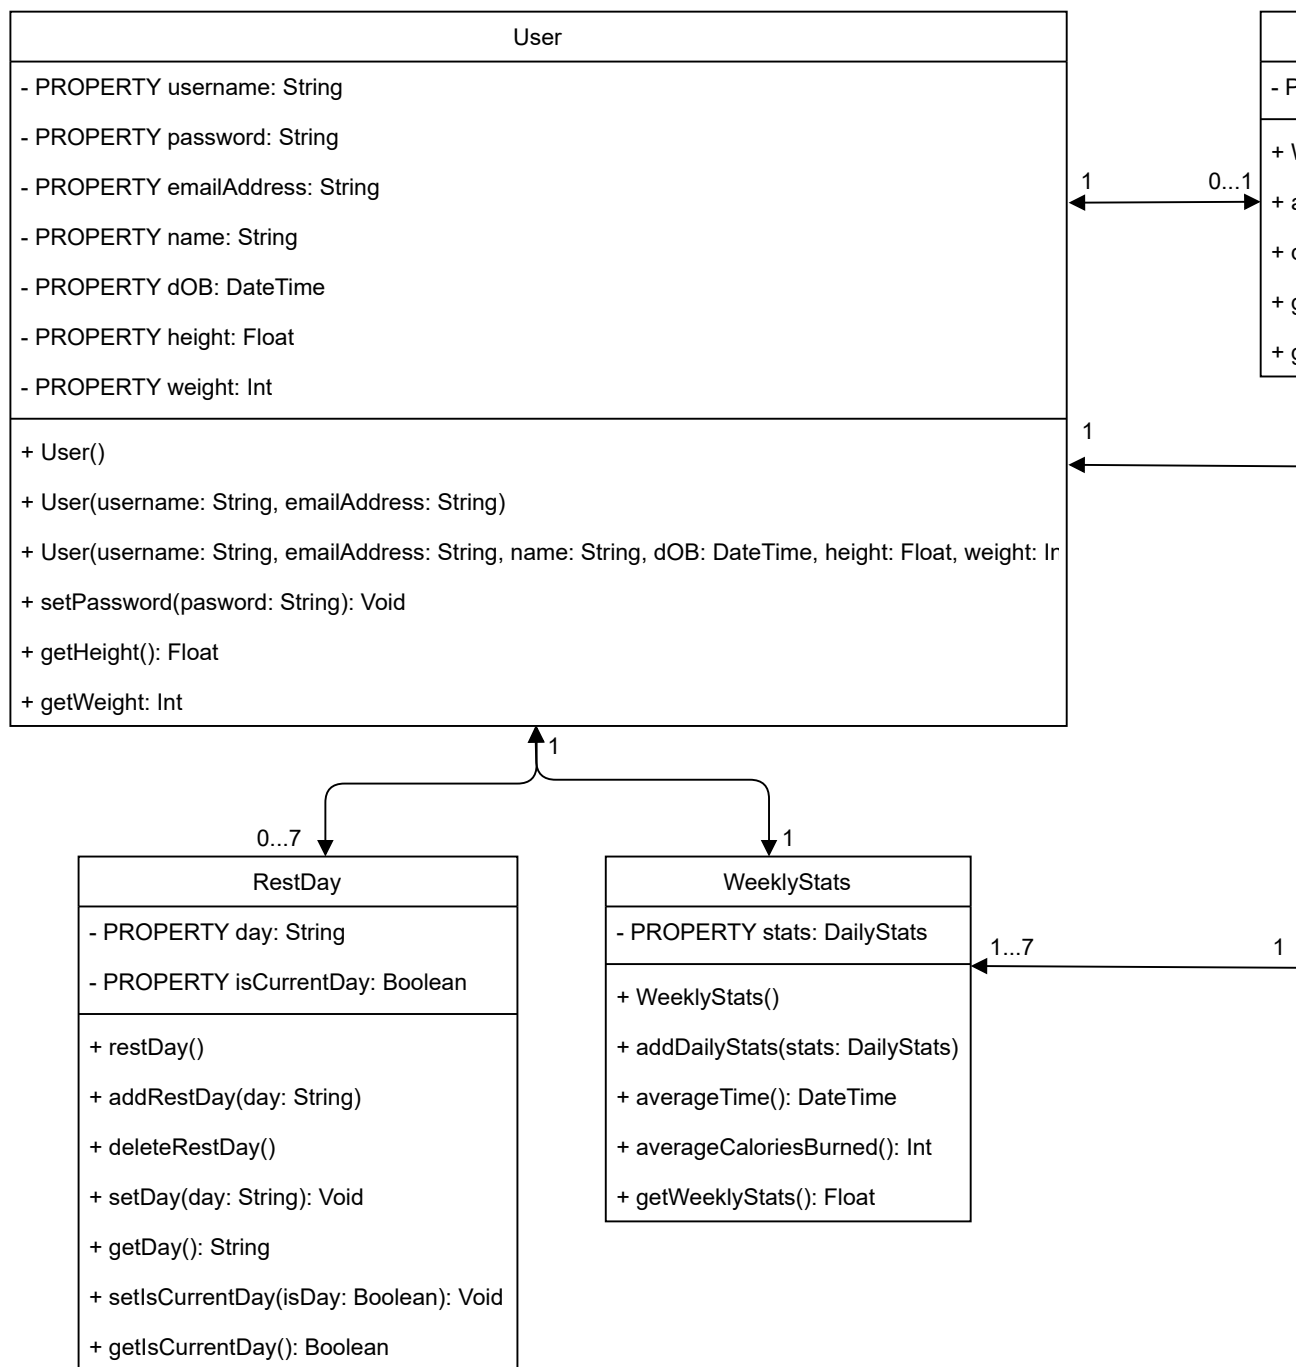 User
- PROPERTY username: String
- PROPERTY password: String
- PROPERTY emailAddress: String
- PROPERTY name: String
- PROPERTY dOB: DateTime
- PROPERTY height: Float
- PROPERTY weight: Int
+ User()
+ User(username: String, emailAddress: String)
+ User(username: String, emailAddress: String, name: String, dOB: DateTime, height: Float, weight: In
+ setPassword(pasword: String): Void
+ getHeight(): Float
+ getWeight: Int
1
0...1
- P
+
+ a
+
+ g
+ g
1
1
0...7
1
RestDay
- PROPERTY day: String
- PROPERTY isCurrentDay: Boolean
+ restDay()
+ addRestDay(day: String)
+ deleteRestDay()
+ setDay(day: String): Void
+ getDay(): String
+ setIsCurrentDay(isDay: Boolean): Void
+ getIsCurrentDay(): Boolean
WeeklyStats
- PROPERTY stats: DailyStats
+ WeeklyStats()
+ addDailyStats(stats: DailyStats)
+ averageTime(): DateTime
+ averageCaloriesBurned(): Int
+ getWeeklyStats(): Float
1...7
1